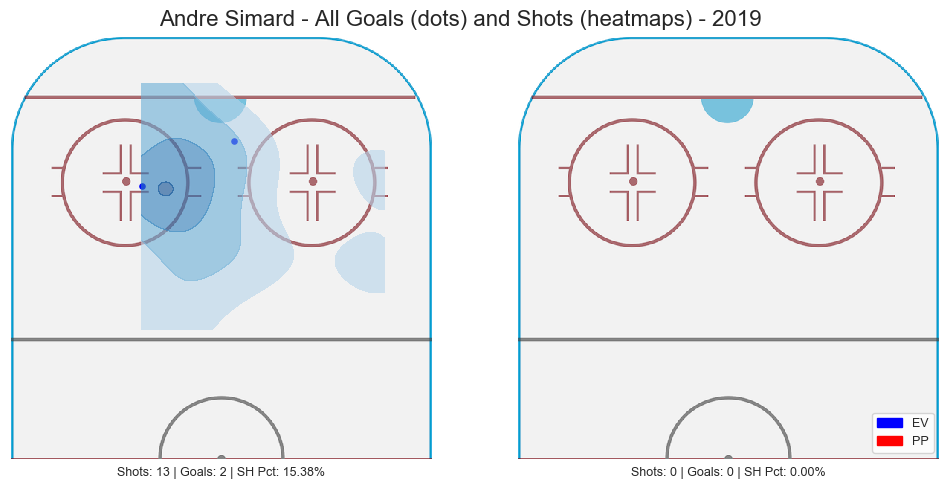 Andre Simard - All Goals (dots) and Shots (heatmaps) - 2019
EV
PP
Shots: 13 | Goals: 2 | SH Pct: 15.38%
Shots: 0 | Goals: 0 | SH Pct: 0.00%